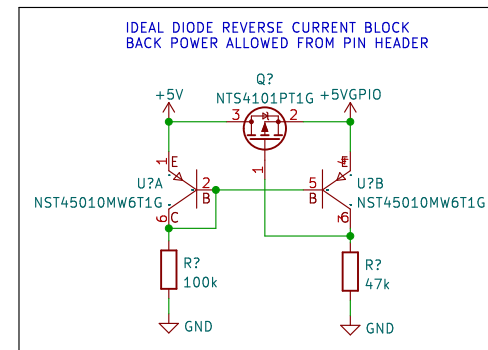 IDEAL DIODE REVERSE CURRENT BLOCK
BACK POWER ALLOWED FROM PIN HEADER
Q?
+5V
NTS4101PT1G
+5VGPIO
3
2
1
1
E
E
U?A
2
5
U?B
NST45010MW6T1G
B
B
NST45010MW6T1G
6
C
6
R?
100k
R?
47k
GND
GND